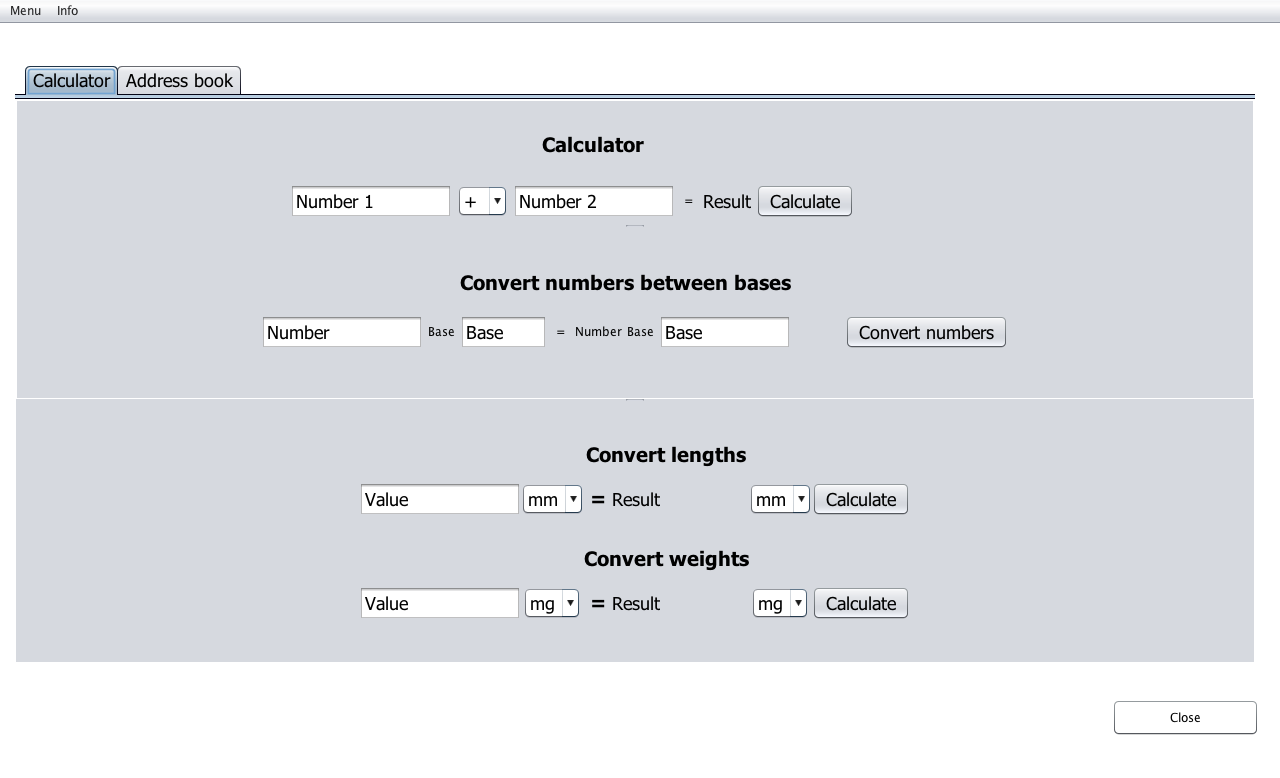 Menu Info
Calculator Address book
Calculator
Number 1 + Number 2 = Result Calculate
Convert numbers between bases
Number Base Base = Number Base Base Convert numbers
Convert lengths
Value mm = Result mm Calculate
Convert weights
Value mg = Result mg Calculate
Close